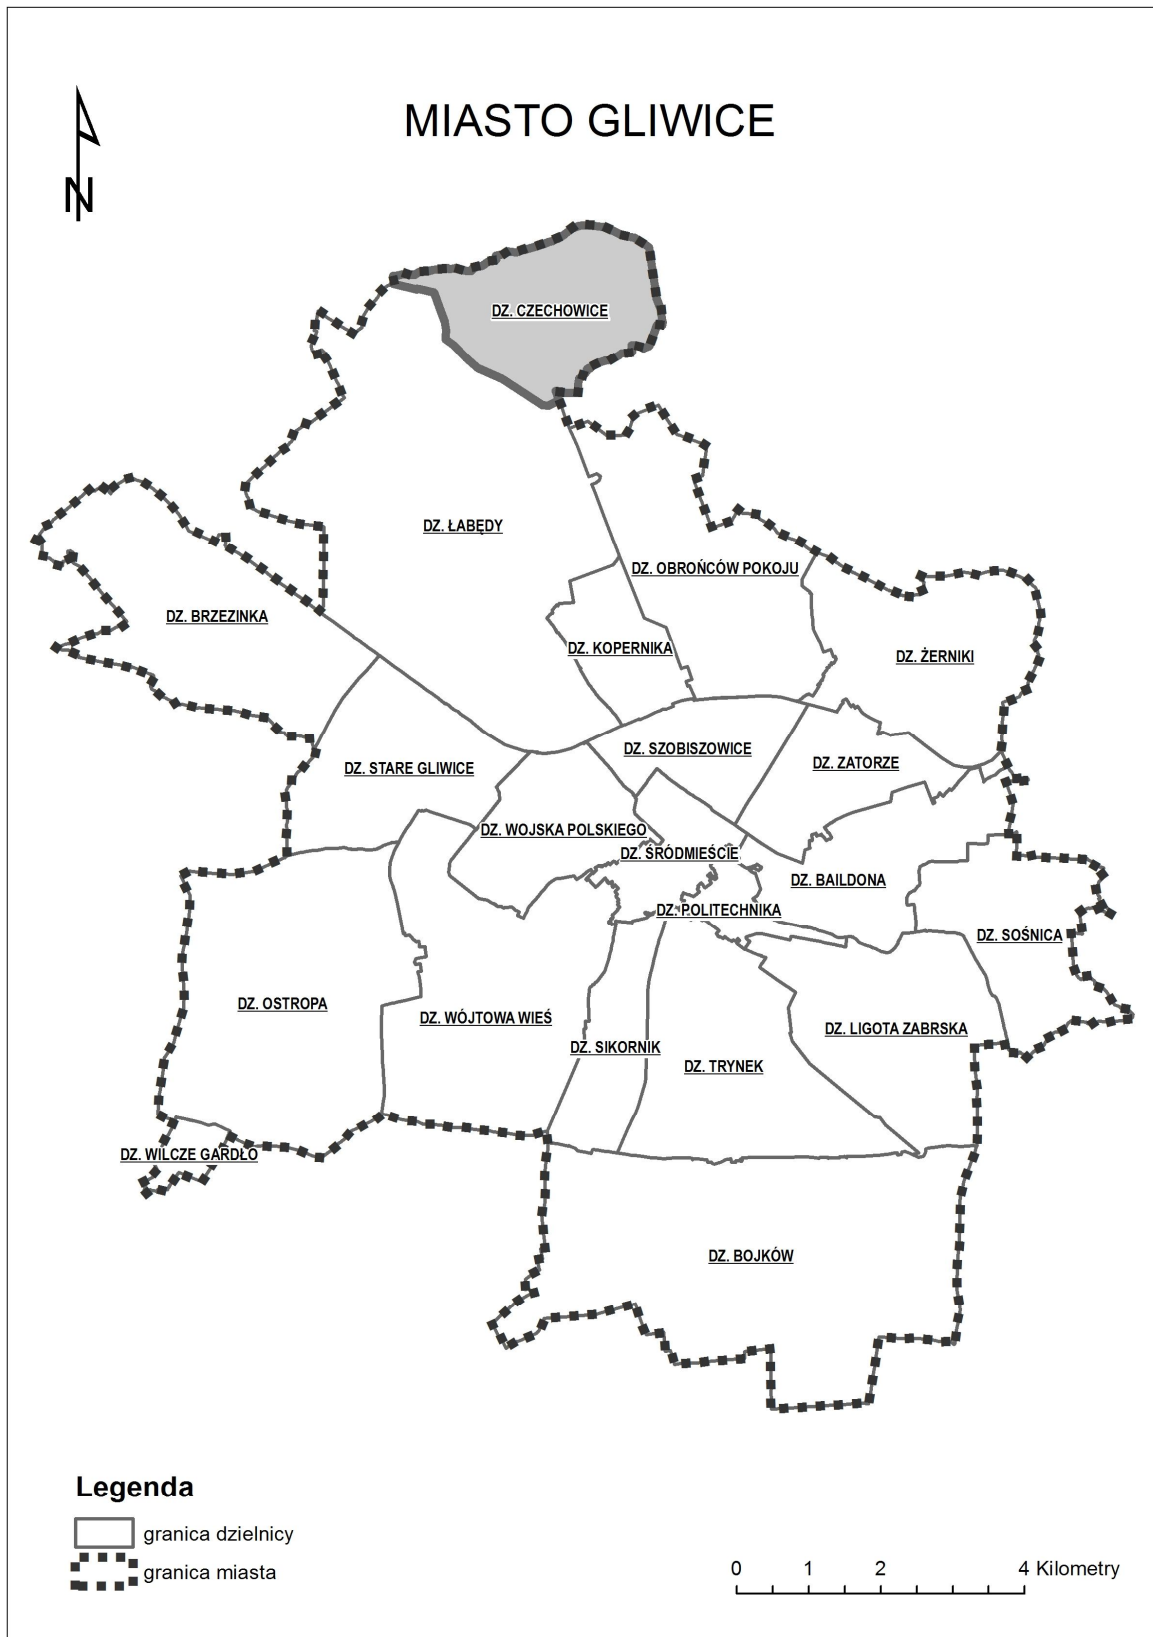 MIASTO GLIWICE
N
DZ. CZECHOWICE
DZ. ŁABĘDY
DZ. OBROŃCÓW POKOJU
DZ. BRZEZINKA
DZ. KOPERNIKA
DZ. ŻERNIKI
DZ. SZOBISZOWICE
DZ. STARE GLIWICE
DZ. ZATORZE
DZ. WOJSKA POLSKIEGO
DZ. ŚRÓDMIEŚCIE
DZ. BAILDONA
DZ. POLITECHNIKA
DZ. SOŚNICA
DZ. OSTROPA
DZ. WÓJTOWA WIEŚ
DZ. LIGOTA ZABRSKA
DZ. SIKORNIK
DZ. TRYNEK
DZ. WILCZE GARDŁO
DZ. BOJKÓW
Legenda
granica dzielnicy
granica miasta
0 1 2 4 Kilometry